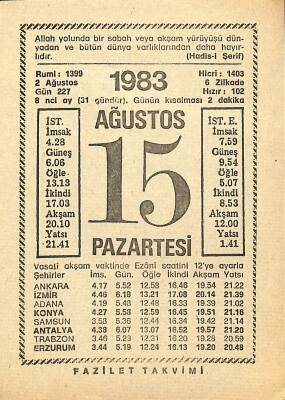 Allah yolunda bir sabah veya akşam yürüyüşü dün-
yadan ve bütün dünya varlıklarından daha hayır-
lıdır. (Hadis-i Şerif)
Rumi : 1399
2 Ağustos
Gün 227
1983
Hicri : 1403
6 Zilkade
Hızır : 102
8 nci ay (31 gündür). Günün kısalması 2 dakika
AĞUSTOS
15
PAZARTESİ
İST.
İmsak
4.28
Güneş
6.06
Öğle
13.13
İkindi
17.03
Akşam
20.10
Yatsı
21.41
İST. E.
İmsak
7,59
Güneş
9.54
Öğle
5.07
İkindi
8.53
Akşam
12.00
Yatsı
1.41
Vasati akşam vaktinde Ezâni saatini 12'ye ayarla
Şehirler İms. Gün. Öğle İkindi Akşam Yatsı
ANKARA 4.17 5.52 12.58 16.46 19.54 21.22
İZMİR 4.46 6.18 13.21 17.08 20.14 21.39
ADANA 4.19 5.48 12.48 16.33 19.39 21.02
KONYA 4.27 5.58 12.59 16.45 19.51 21.16
SAMSUN 3.58 5.36 12.44 16.34 19.42 21.14
ANTALYA 4.38 6.07 13.07 16.52 19.57 21.20
TRABZON 3.46 5.23 12.31 16.20 19.28 20.59
ERZURUM 3.44 5.19 12.24 16.13 19.20 20.48
FAZİLET TAKVİMİ